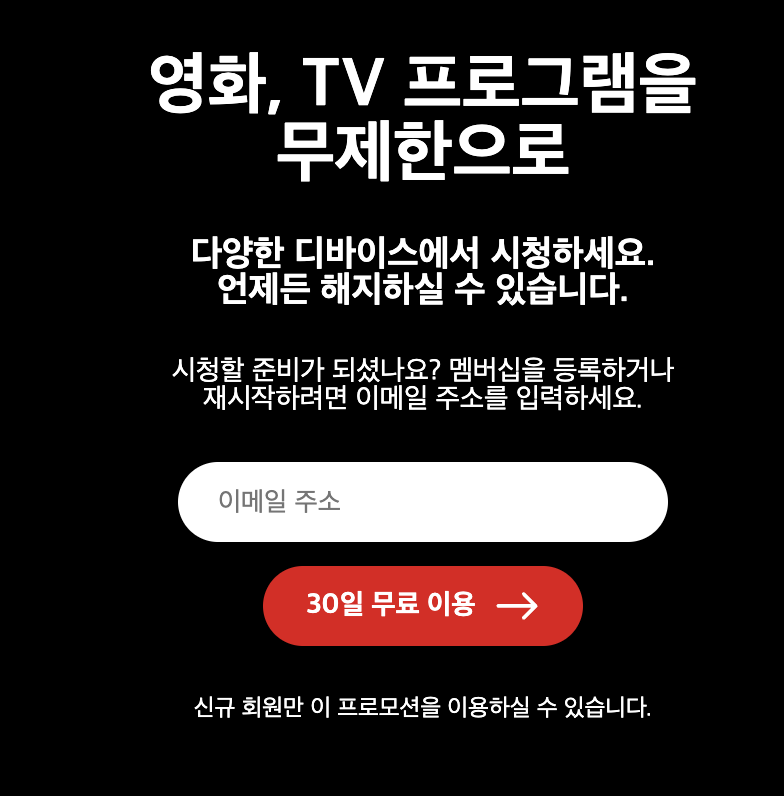 영화, TV 프로그램을
무제한으로
다양한 디바이스에서 시청하세요.
언제든 해지하실 수 있습니다.
시청할 준비가 되셨나요? 멤버십을 등록하거나
재시작하려면 이메일 주소를 입력하세요.
이메일 주소
30일 무료 이용
신규 회원만 이 프로모션을 이용하실 수 있습니다.